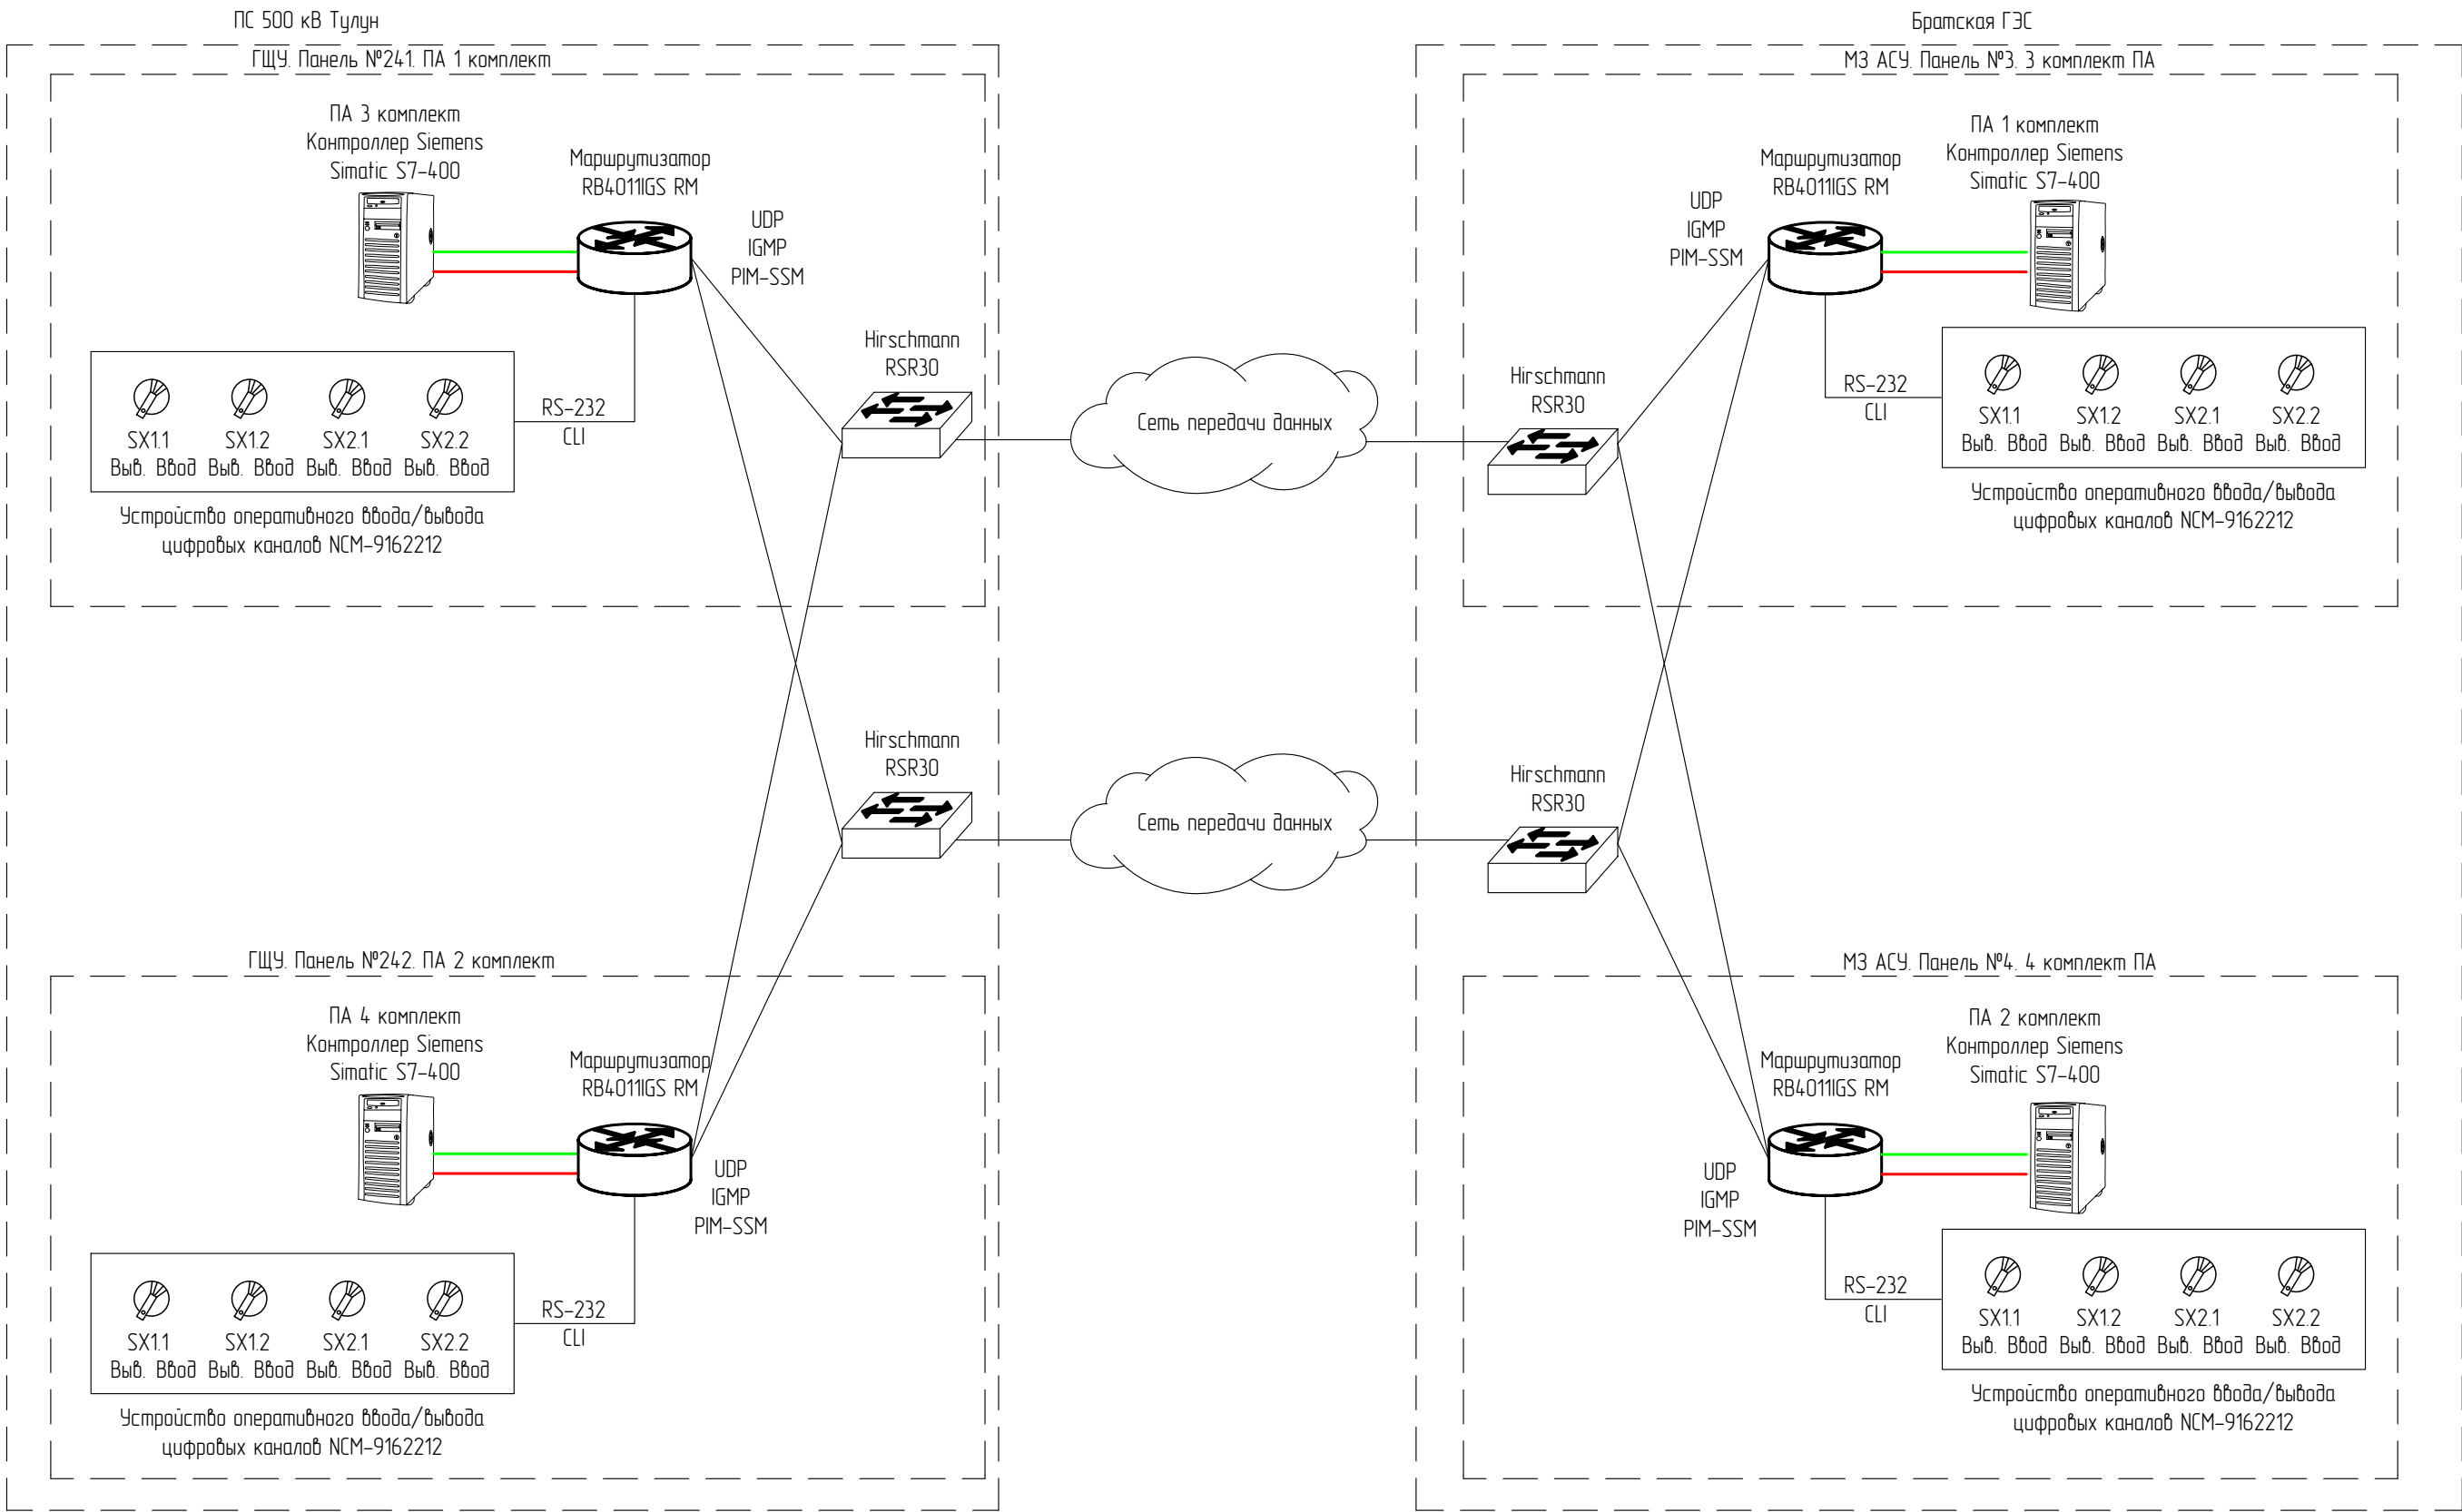 ПС 500 кВ Тулун
Братская ГЭС
ГЩУ. Панель №241. ПА 1 комплект
ПА 3 комплект
Контроллер Siemens
Simatic S7-400
Маршрутизатор
RB4011IGS RM
UDP
IGMP
PIM-SSM
Hirschmann
RSR30
RS-232
CLI
SX1.1 SX1.2 SX2.1 SX2.2
Выв. Ввод Выв. Ввод Выв. Ввод Выв. Ввод
Устройство оперативного ввода/вывода
цифровых каналов NCM-9162212
Сеть передачи данных
МЗ АСУ. Панель №3. 3 комплект ПА
ПА 1 комплект
Контроллер Siemens
Simatic S7-400
Маршрутизатор
RB4011IGS RM
UDP
IGMP
PIM-SSM
Hirschmann
RSR30
RS-232
CLI
SX1.1 SX1.2 SX2.1 SX2.2
Выв. Ввод Выв. Ввод Выв. Ввод Выв. Ввод
Устройство оперативного ввода/вывода
цифровых каналов NCM-9162212
Hirschmann
RSR30
Сеть передачи данных
Hirschmann
RSR30
ГЩУ. Панель №242. ПА 2 комплект
ПА 4 комплект
Контроллер Siemens
Simatic S7-400
Маршрутизатор
RB4011IGS RM
UDP
IGMP
PIM-SSM
RS-232
CLI
SX1.1 SX1.2 SX2.1 SX2.2
Выв. Ввод Выв. Ввод Выв. Ввод Выв. Ввод
Устройство оперативного ввода/вывода
цифровых каналов NCM-9162212
МЗ АСУ. Панель №4. 4 комплект ПА
ПА 2 комплект
Контроллер Siemens
Simatic S7-400
Маршрутизатор
RB4011IGS RM
UDP
IGMP
PIM-SSM
RS-232
CLI
SX1.1 SX1.2 SX2.1 SX2.2
Выв. Ввод Выв. Ввод Выв. Ввод Выв. Ввод
Устройство оперативного ввода/вывода
цифровых каналов NCM-9162212